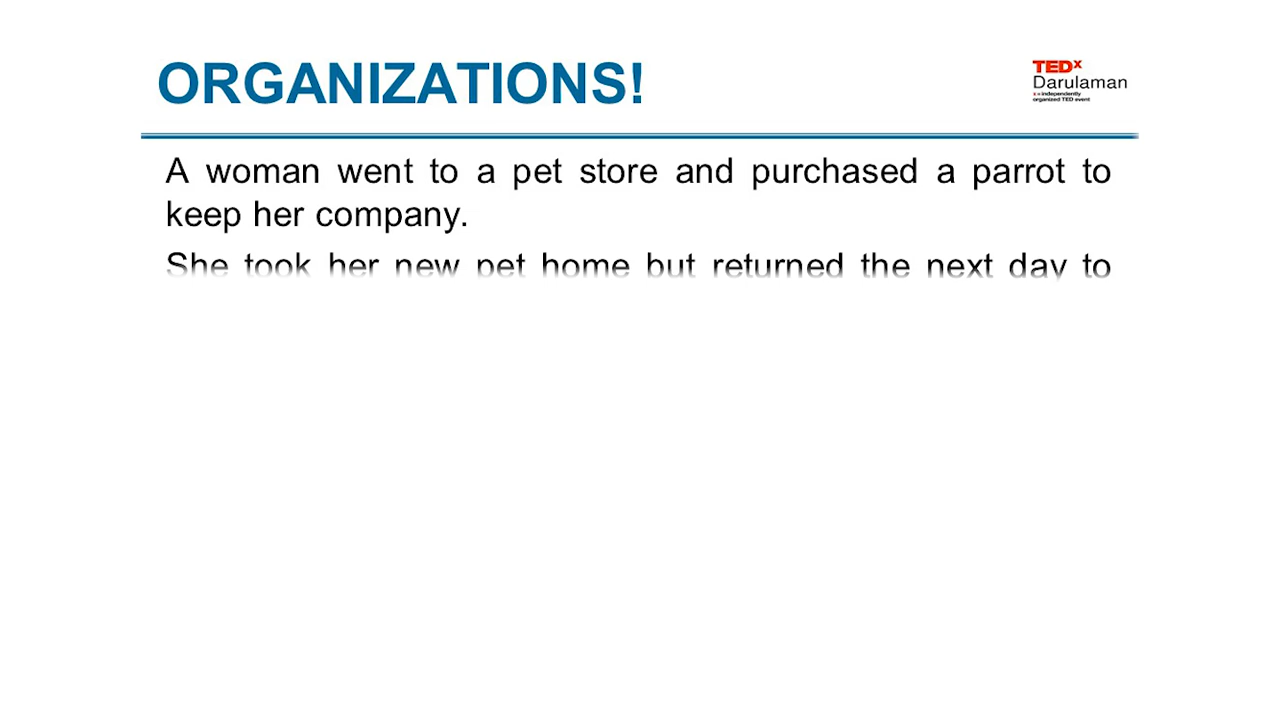 ORGANIZATIONS!
TEDx
Darulaman
x = independently
organized TED event
A woman went to a pet store and purchased a parrot to
keep her company.
She took her new pet home but returned the next day to